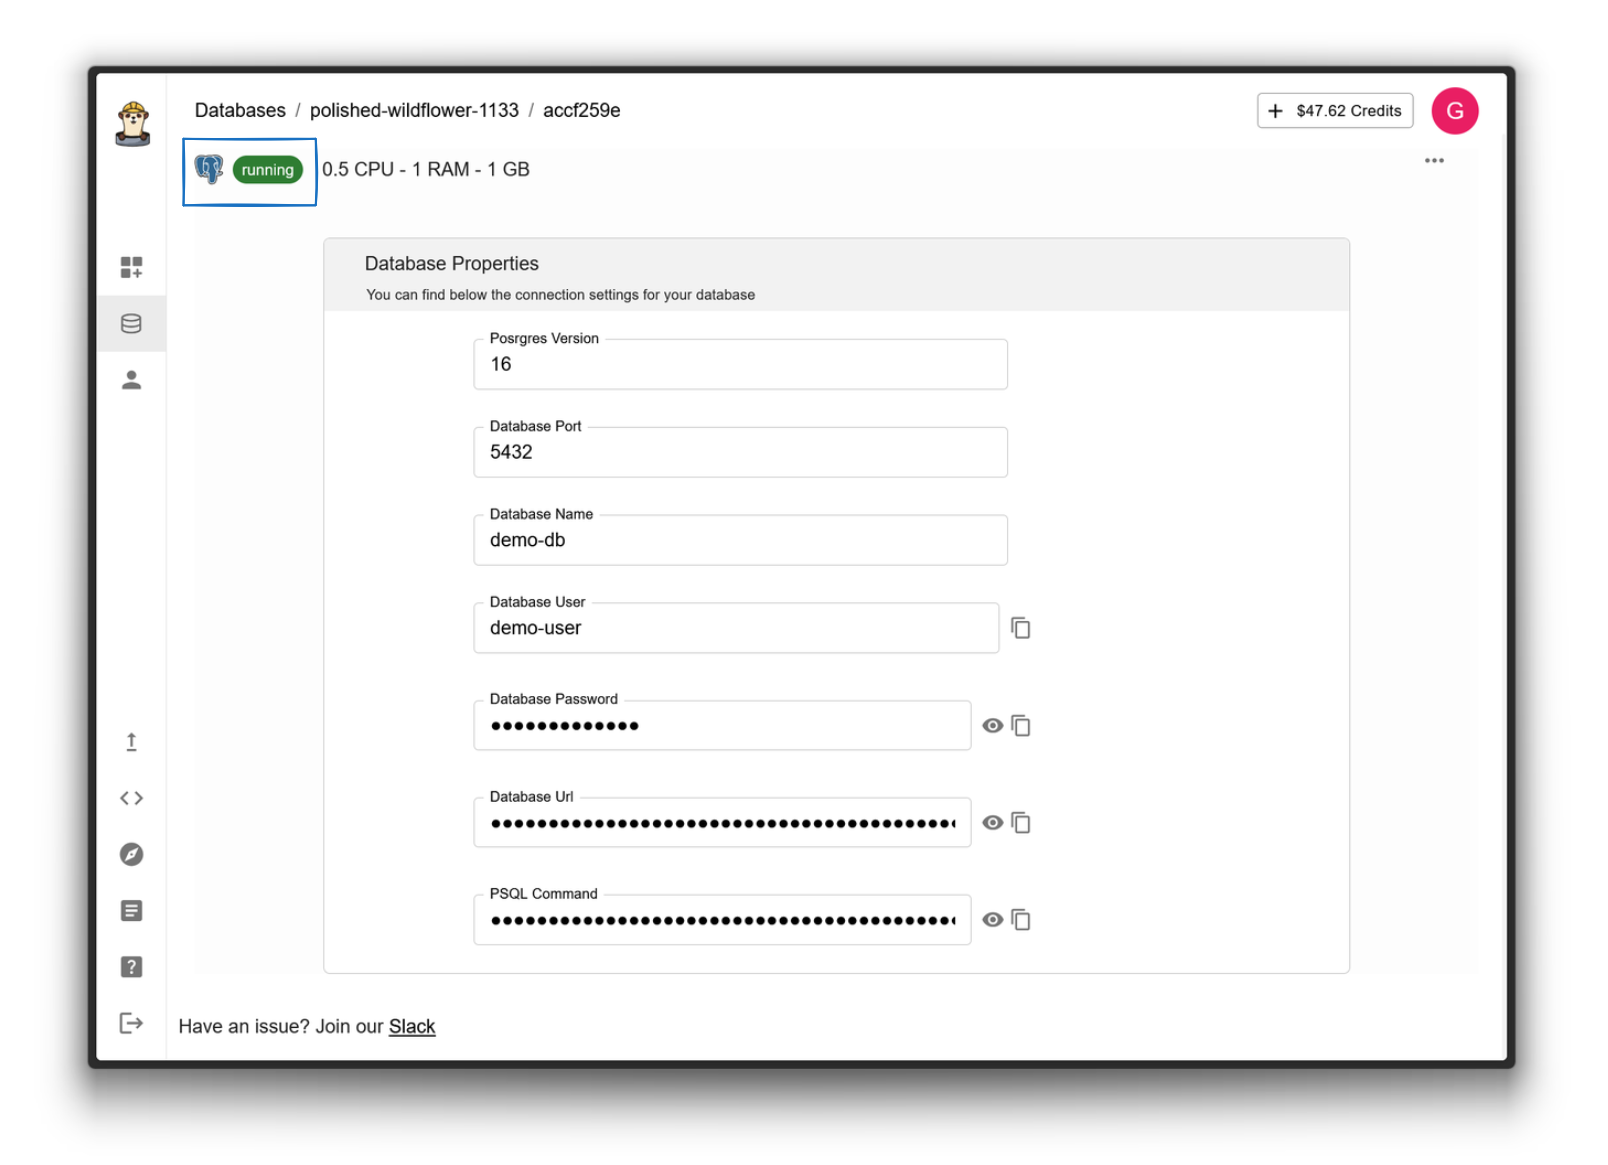 Databases / polished-wildflower-1133 / accf259e
+ $47.62 Credits
G
running 0.5 CPU - 1 RAM - 1 GB
Database Properties
You can find below the connection settings for your database
Posrgres Version
16
Database Port
5432
Database Name
demo-db
Database User
demo-user
Database Password
•••••••••••••
Database Url
PSQL Command
?
Have an issue? Join our Slack